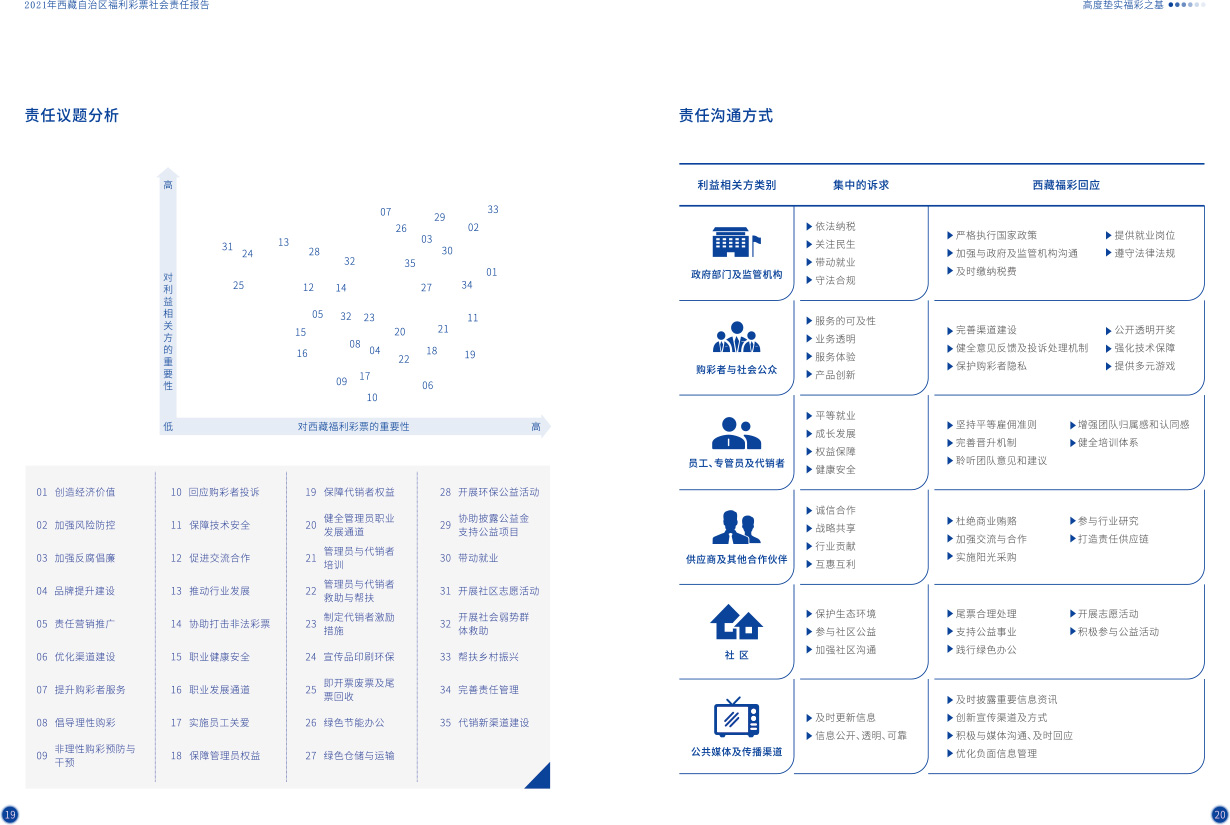 2021年西藏自治区福利彩票社会责任报告
高度垫实福彩之基
责任议题分析
高
对利益相关方的重要性
07
33
29
26
02
13
03
31
24
28
30
32
35
01
25
12
14
27
34
05
32
23
11
15
20
21
08
16
04
18
22
19
17
09
06
10
低
对西藏福利彩票的重要性
高
01 创造经济价值
02 加强风险防控
03 加强反腐倡廉
04 品牌提升建设
05 责任营销推广
06 优化渠道建设
07 提升购彩者服务
08 倡导理性购彩
09 非理性购彩预防与
干预
10 回应购彩者投诉
11 保障技术安全
12 促进交流合作
13 推动行业发展
14 协助打击非法彩票
15 职业健康安全
16 职业发展通道
17 实施员工关爱
18 保障管理员权益
19 保障代销者权益
20 健全管理员职业
发展通道
21 管理员与代销者
培训
22 管理员与代销者
救助与帮扶
23 制定代销者激励
措施
24 宣传品印刷环保
25 即开票废票及尾
票回收
26 绿色节能办公
27 绿色仓储与运输
28 开展环保公益活动
29 协助披露公益金
支持公益项目
30 带动就业
31 开展社区志愿活动
32 开展社会弱势群
体救助
33 帮扶乡村振兴
34 完善责任管理
35 代销新渠道建设
19
责任沟通方式
利益相关方类别
集中的诉求
西藏福彩回应
政府部门及监管机构
依法纳税
关注民生
带动就业
守法合规
严格执行国家政策
加强与政府及监管机构沟通
及时缴纳税费
提供就业岗位
遵守法律法规
购彩者与社会公众
服务的可及性
业务透明
服务体验
产品创新
完善渠道建设
健全意见反馈及投诉处理机制
保护购彩者隐私
公开透明开奖
强化技术保障
提供多元游戏
员工、专管员及代销者
平等就业
成长发展
权益保障
健康安全
坚持平等雇佣准则
完善晋升机制
聆听团队意见和建议
增强团队归属感和认同感
健全培训体系
供应商及其他合作伙伴
诚信合作
战略共享
行业贡献
互惠互利
杜绝商业贿赂
加强交流与合作
实施阳光采购
参与行业研究
打造责任供应链
社 区
保护生态环境
参与社区公益
加强社区沟通
尾票合理处理
支持公益事业
践行绿色办公
开展志愿活动
积极参与公益活动
公共媒体及传播渠道
及时更新信息
信息公开、透明、可靠
及时披露重要信息资讯
创新宣传渠道及方式
积极与媒体沟通、及时回应
优化负面信息管理
20